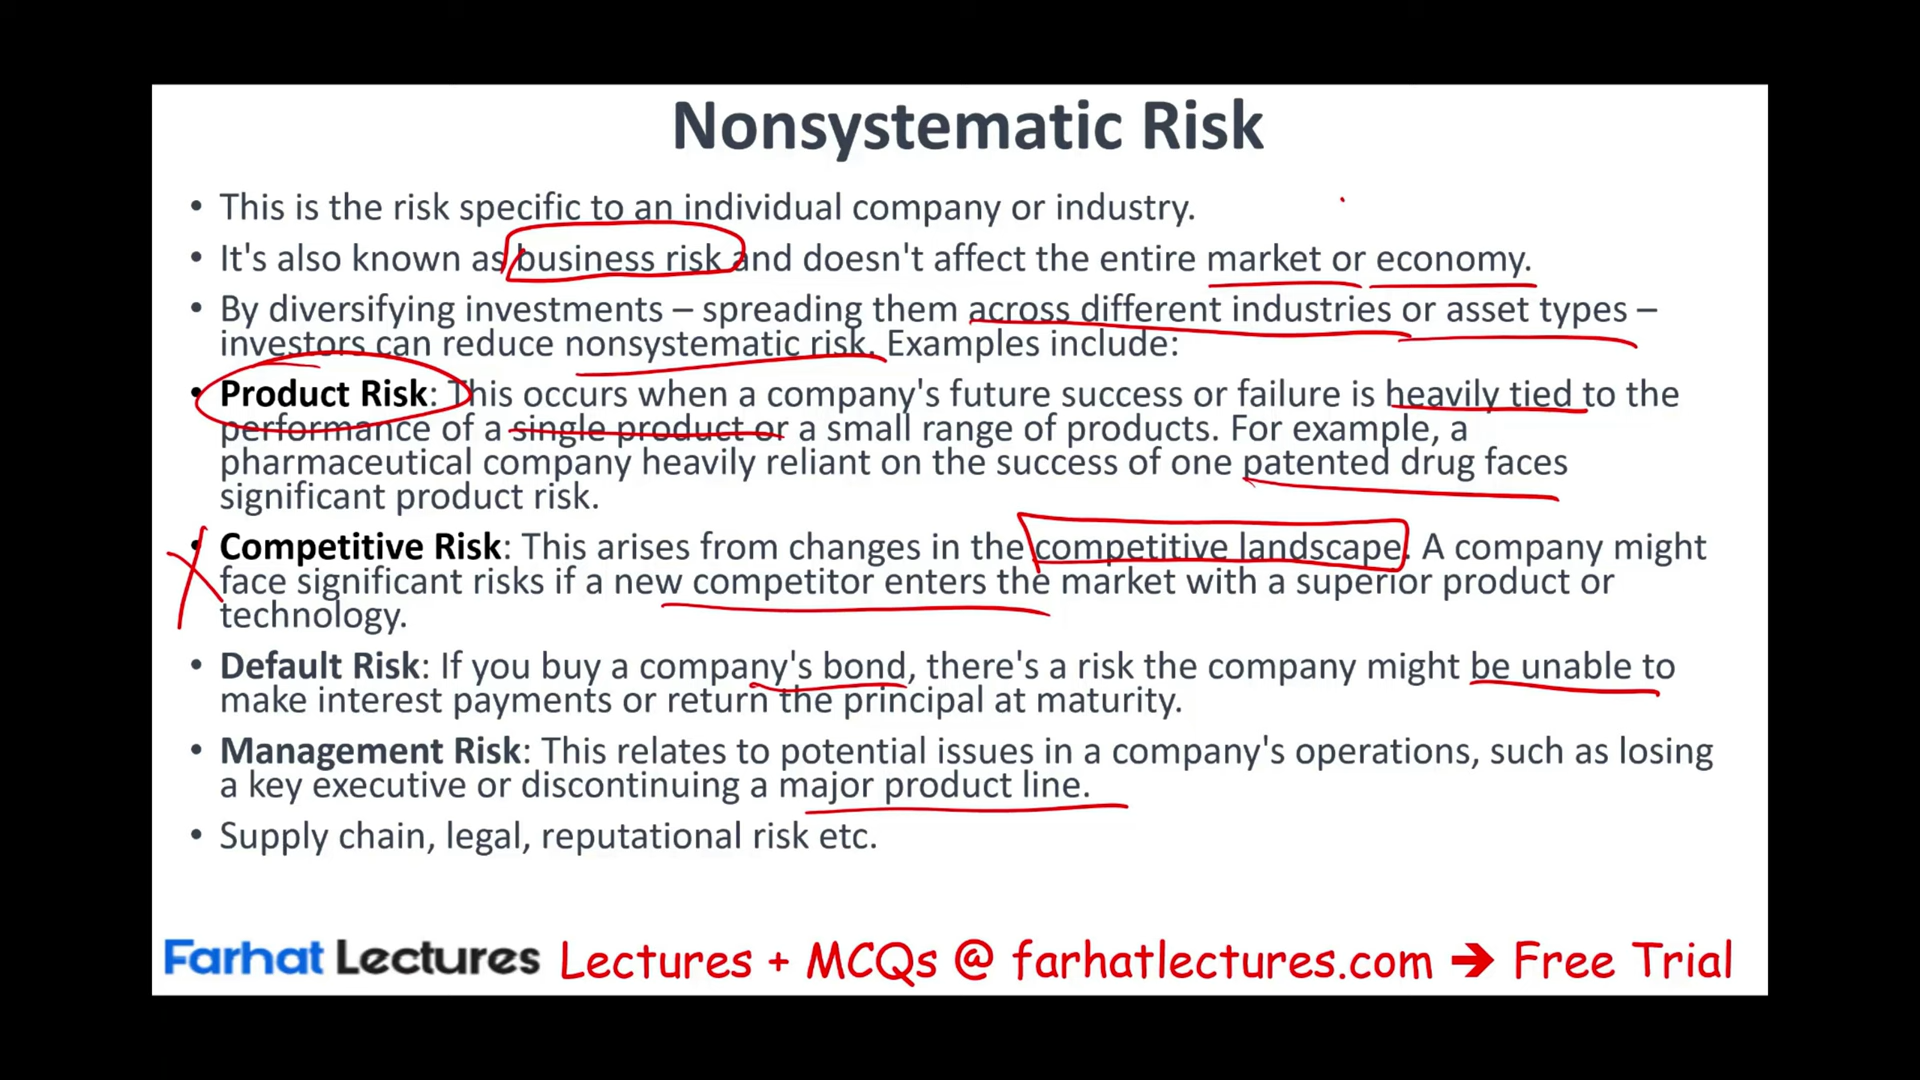 Nonsystematic Risk
• This is the risk specific to an individual company or industry.
• It's also known as business risk and doesn't affect the entire market or economy.
• By diversifying investments – spreading them across different industries or asset types –
investors can reduce nonsystematic risk. Examples include:
• Product Risk: This occurs when a company's future success or failure is heavily tied to the
performance of a single product or a small range of products. For example, a
pharmaceutical company heavily reliant on the success of one patented drug faces
significant product risk.
• Competitive Risk: This arises from changes in the competitive landscape. A company might
face significant risks if a new competitor enters the market with a superior product or
technology.
• Default Risk: If you buy a company's bond, there's a risk the company might be unable to
make interest payments or return the principal at maturity.
• Management Risk: This relates to potential issues in a company's operations, such as losing
a key executive or discontinuing a major product line.
• Supply chain, legal, reputational risk etc.
Farhat Lectures Lectures + MCQs @ farhatlectures.com → Free Trial